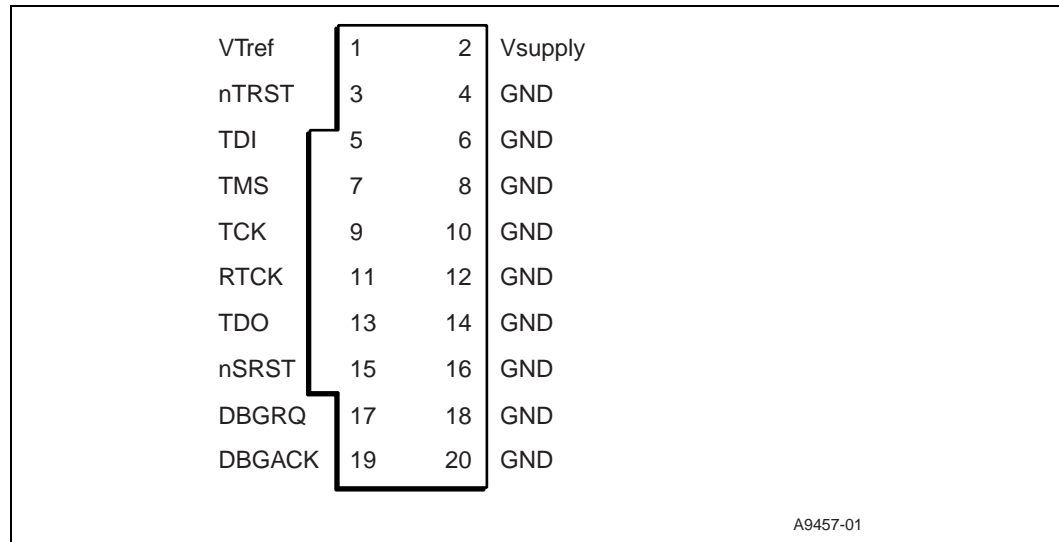 VTref 1 2 Vsupply
nTRST 3 4 GND
TDI 5 6 GND
TMS 7 8 GND
TCK 9 10 GND
RTCK 11 12 GND
TDO 13 14 GND
nSRST 15 16 GND
DBGRQ 17 18 GND
DBGACK 19 20 GND
A9457-01